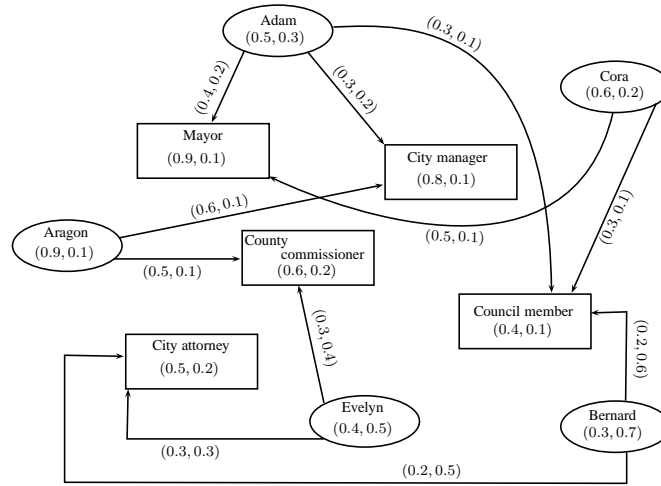 Adam
(0.5, 0.3)
(0.3, 0.1)
(0.4, 0.2)
(0.3, 0.2)
Cora
(0.6, 0.2)
Mayor
(0.9, 0.1)
City manager
(0.8, 0.1)
(0.6, 0.1)
(0.5, 0.1)
(0.3, 0.1)
Aragon
(0.9, 0.1)
County
commissioner
(0.6, 0.2)
(0.5, 0.1)
Council member
(0.4, 0.1)
(0.3, 0.4)
City attorney
(0.5, 0.2)
(0.2, 0.6)
Evelyn
(0.4, 0.5)
Bernard
(0.3, 0.7)
(0.3, 0.3)
(0.2, 0.5)